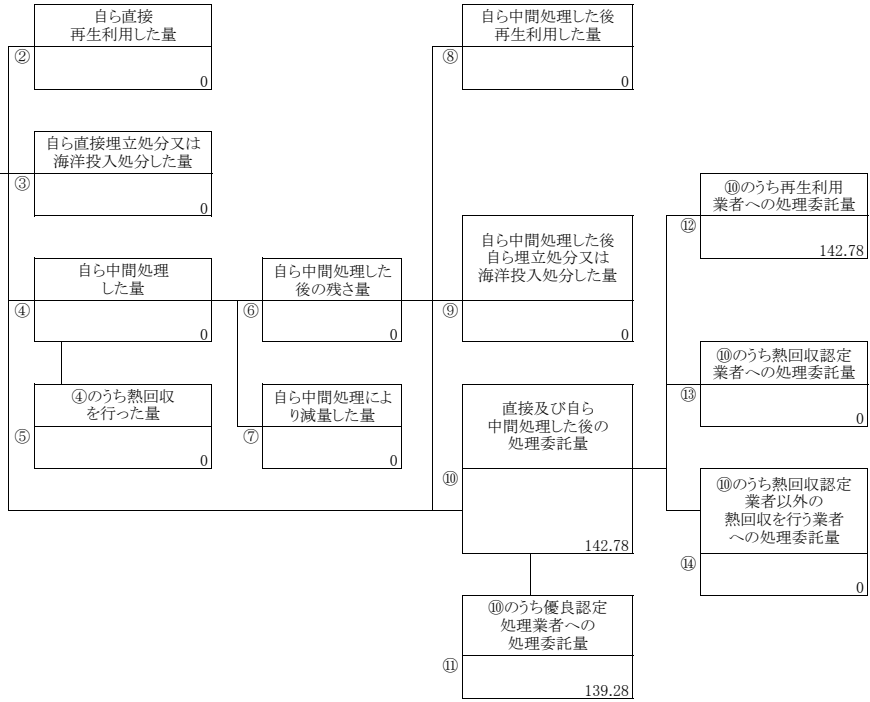 自ら直接
再生利用した量
②
0
自ら直接埋立処分又は
海洋投入処分した量
③
0
自ら中間処理
した量
④
0
④のうち熱回収
を行った量
⑤
0
自ら中間処理した
後の残さ量
⑥
0
自ら中間処理によ
り減量した量
⑦
0
自ら中間処理した後
再生利用した量
⑧
0
自ら中間処理した後
自ら埋立処分又は
海洋投入処分した量
⑨
0
直接及び自ら
中間処理した後の
処理委託量
⑩
142.78
⑩のうち優良認定
処理業者への
処理委託量
⑪
139.28
⑩のうち再生利用
業者への処理委託量
⑫
142.78
⑩のうち熱回収認定
業者への処理委託量
⑬
0
⑩のうち熱回収認定
業者以外の
熱回収を行う業者
への処理委託量
⑭
0